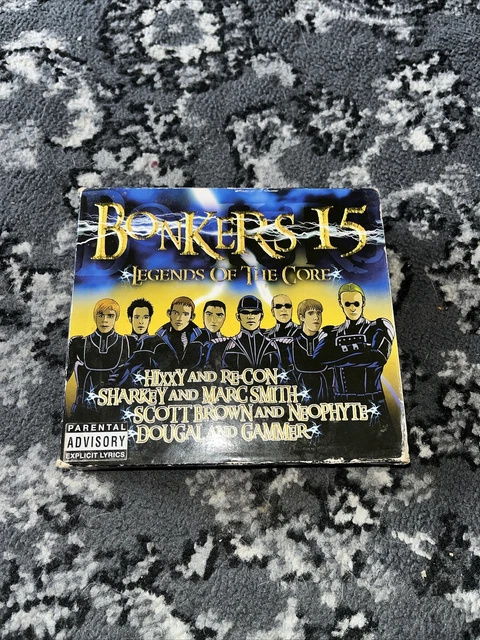 BONKERS 15
LEGENDS OF THE CORE
HIXXY AND RE-CON
SHARKEY AND MARC SMITH
SCOTT BROWN AND NEOPHYTE
DOUGAL AND GAMMER
PARENTAL
ADVISORY
EXPLICIT LYRICS